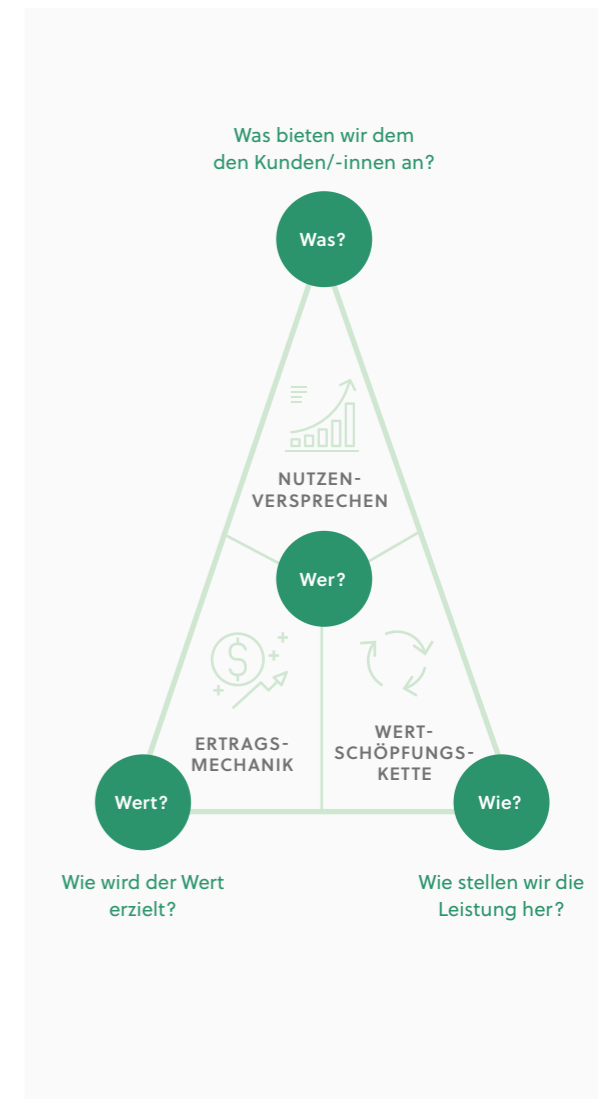 Was bieten wir dem
den Kunden/-innen an?
Was?
NUTZEN-
VERSPRECHEN
Wer?
ERTRAGS-
MECHANIK
WERT-
SCHÖPFUNGS-
KETTE
Wert?
Wie?
Wie wird der Wert
erzielt?
Wie stellen wir die
Leistung her?